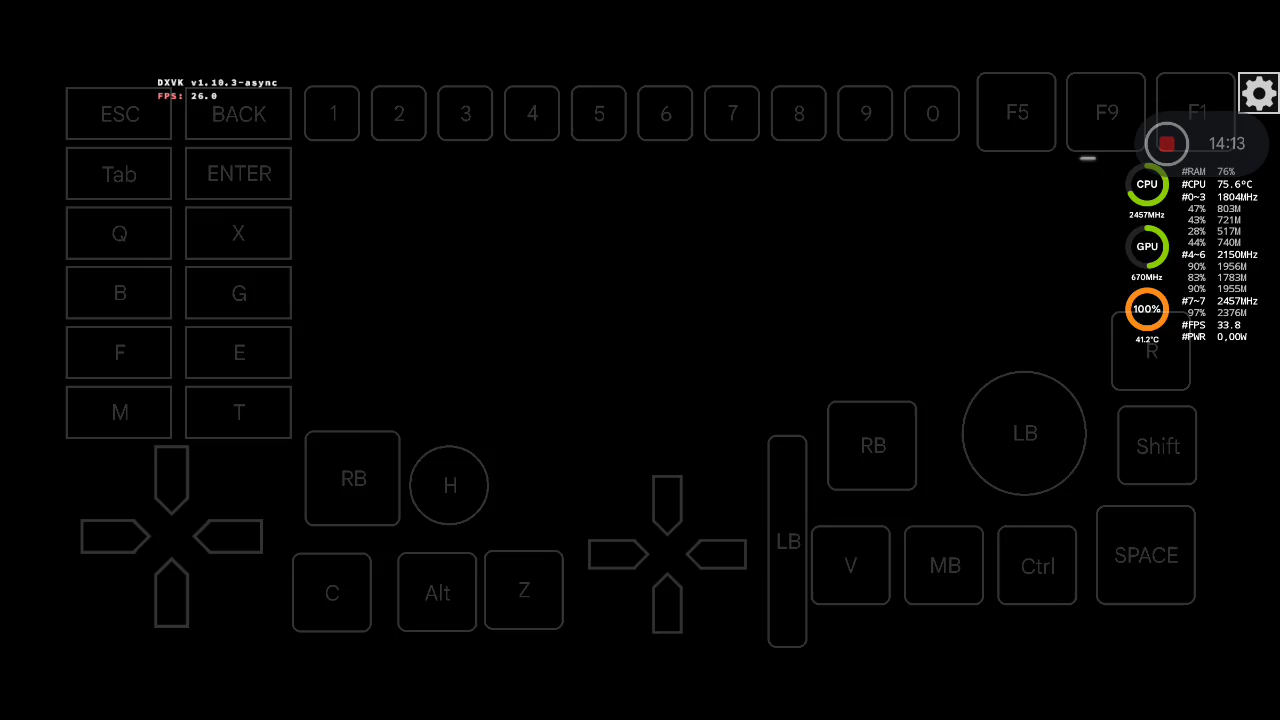 DXVK v1.10.3-async
FPS: 26.0
ESC BACK 1 2 3 4 5 6 7 8 9 0 F5 F9 F1
14:13
Tab ENTER
#RAM 76%
CPU #CPU 75.6°C
#0~3 1804MHz
2457MHz 47% 803M
43% 721M
Q X 28% 517M
GPU 44% 740M
#4~6 2150MHz
90% 1956M
670MHz 83% 1783M
B G 90% 1955M
#7~7 2457MHz
100% 97% 2376M
#FPS 33.8
41.2°C #PWR 0,00W
F E R
M T
LB
RB Shift
RB H
LB
C Alt Z V MB Ctrl SPACE